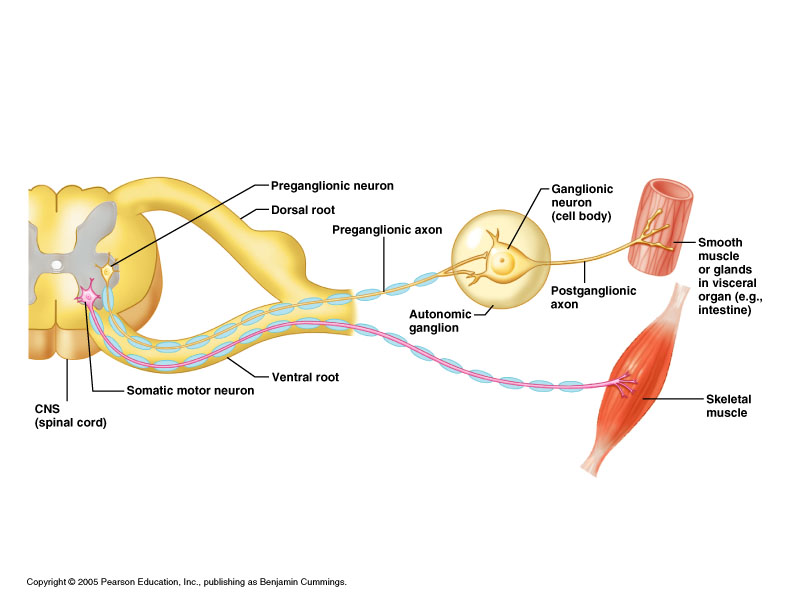 Preganglionic neuron
Dorsal root
Preganglionic axon
Ganglionic
neuron
(cell body)
Smooth
muscle
or glands
in visceral
organ (e.g.,
intestine)
Postganglionic
axon
Autonomic
ganglion
Ventral root
Somatic motor neuron
CNS
(spinal cord)
Skeletal
muscle
Copyright © 2005 Pearson Education, Inc., publishing as Benjamin Cummings.